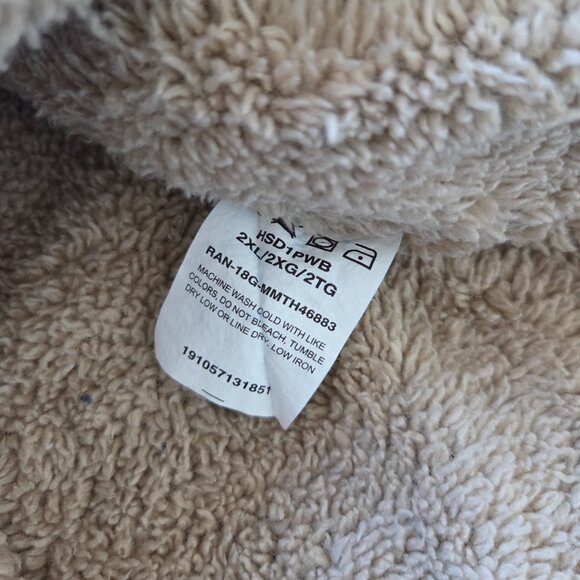 HSD1PWB
2XL/2XG/2TG
RAN-18G-MMTH46883
MACHINE WASH COLD WITH LIKE
COLORS, DO NOT BLEACH, TUMBLE
DRY LOW OR LINE DRY, LOW IRON
191057131851